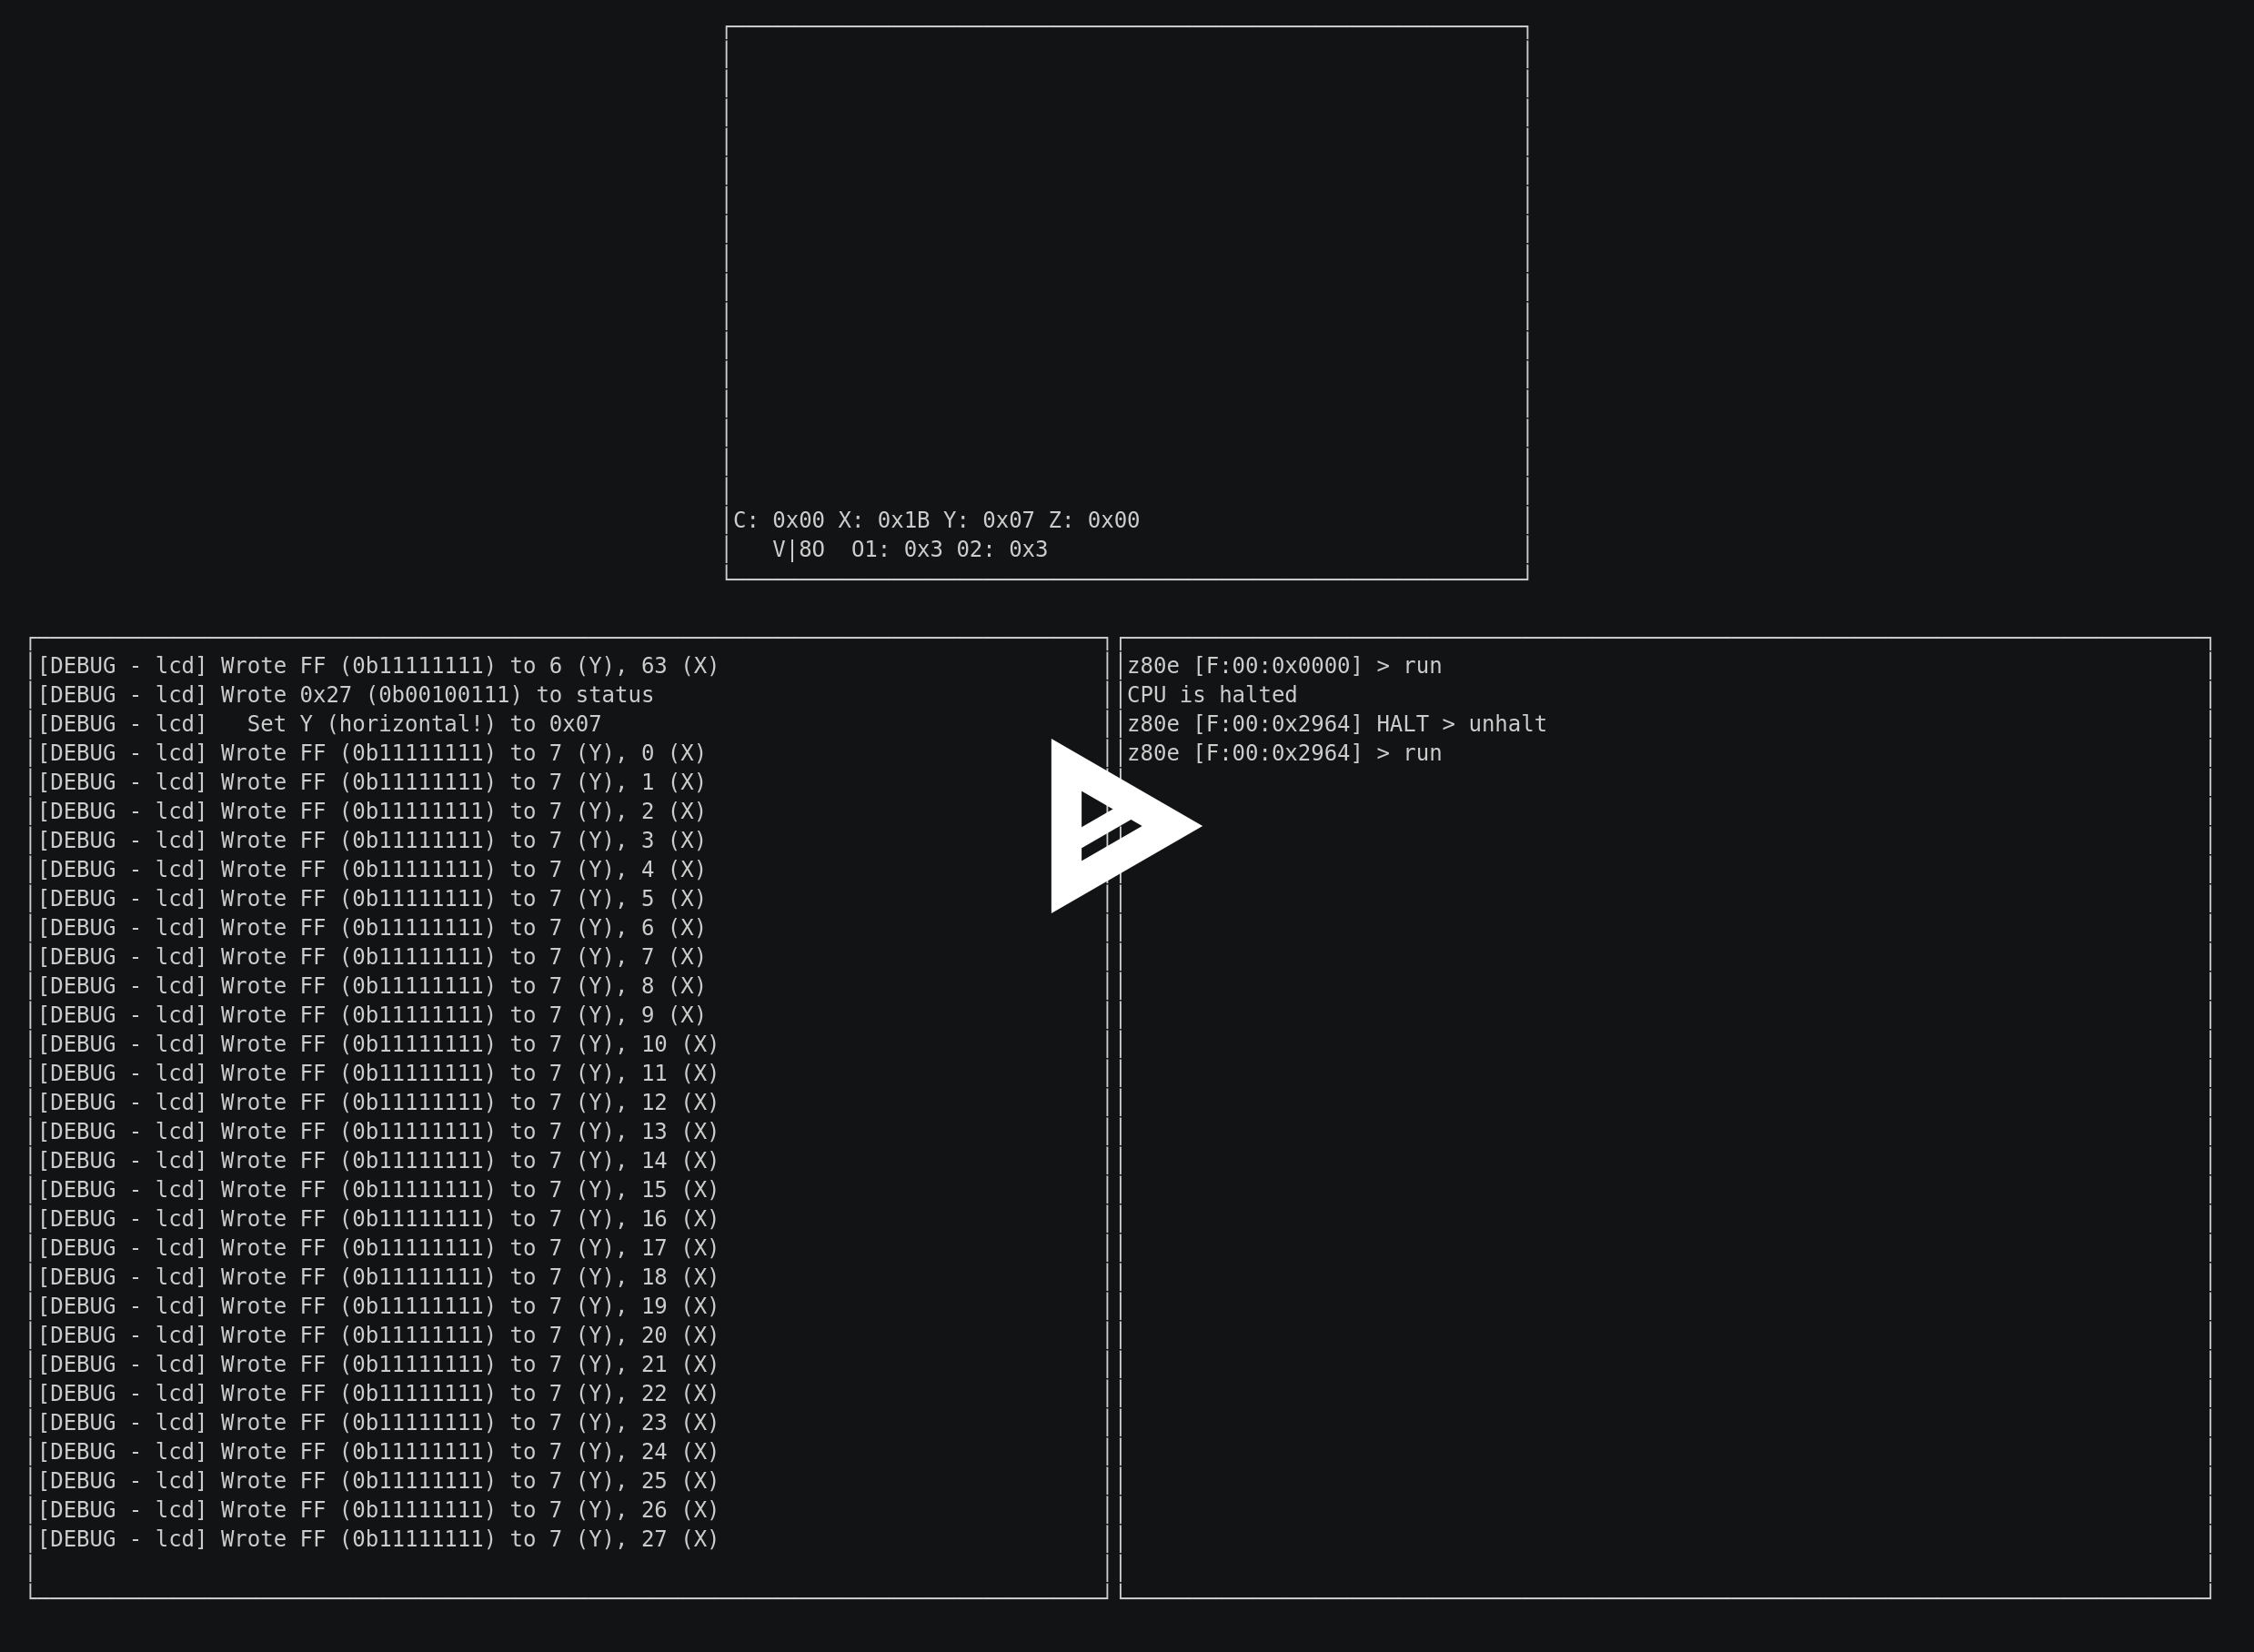 C: 0x00 X: 0x1B Y: 0x07 Z: 0x00
V|8O  O1: 0x3 02: 0x3
[DEBUG - lcd] Wrote FF (0b11111111) to 6 (Y), 63 (X)
[DEBUG - lcd] Wrote 0x27 (0b00100111) to status
[DEBUG - lcd]   Set Y (horizontal!) to 0x07
[DEBUG - lcd] Wrote FF (0b11111111) to 7 (Y), 0 (X)
[DEBUG - lcd] Wrote FF (0b11111111) to 7 (Y), 1 (X)
[DEBUG - lcd] Wrote FF (0b11111111) to 7 (Y), 2 (X)
[DEBUG - lcd] Wrote FF (0b11111111) to 7 (Y), 3 (X)
[DEBUG - lcd] Wrote FF (0b11111111) to 7 (Y), 4 (X)
[DEBUG - lcd] Wrote FF (0b11111111) to 7 (Y), 5 (X)
[DEBUG - lcd] Wrote FF (0b11111111) to 7 (Y), 6 (X)
[DEBUG - lcd] Wrote FF (0b11111111) to 7 (Y), 7 (X)
[DEBUG - lcd] Wrote FF (0b11111111) to 7 (Y), 8 (X)
[DEBUG - lcd] Wrote FF (0b11111111) to 7 (Y), 9 (X)
[DEBUG - lcd] Wrote FF (0b11111111) to 7 (Y), 10 (X)
[DEBUG - lcd] Wrote FF (0b11111111) to 7 (Y), 11 (X)
[DEBUG - lcd] Wrote FF (0b11111111) to 7 (Y), 12 (X)
[DEBUG - lcd] Wrote FF (0b11111111) to 7 (Y), 13 (X)
[DEBUG - lcd] Wrote FF (0b11111111) to 7 (Y), 14 (X)
[DEBUG - lcd] Wrote FF (0b11111111) to 7 (Y), 15 (X)
[DEBUG - lcd] Wrote FF (0b11111111) to 7 (Y), 16 (X)
[DEBUG - lcd] Wrote FF (0b11111111) to 7 (Y), 17 (X)
[DEBUG - lcd] Wrote FF (0b11111111) to 7 (Y), 18 (X)
[DEBUG - lcd] Wrote FF (0b11111111) to 7 (Y), 19 (X)
[DEBUG - lcd] Wrote FF (0b11111111) to 7 (Y), 20 (X)
[DEBUG - lcd] Wrote FF (0b11111111) to 7 (Y), 21 (X)
[DEBUG - lcd] Wrote FF (0b11111111) to 7 (Y), 22 (X)
[DEBUG - lcd] Wrote FF (0b11111111) to 7 (Y), 23 (X)
[DEBUG - lcd] Wrote FF (0b11111111) to 7 (Y), 24 (X)
[DEBUG - lcd] Wrote FF (0b11111111) to 7 (Y), 25 (X)
[DEBUG - lcd] Wrote FF (0b11111111) to 7 (Y), 26 (X)
[DEBUG - lcd] Wrote FF (0b11111111) to 7 (Y), 27 (X)
z80e [F:00:0x0000] > run
CPU is halted
z80e [F:00:0x2964] HALT > unhalt
z80e [F:00:0x2964] > run